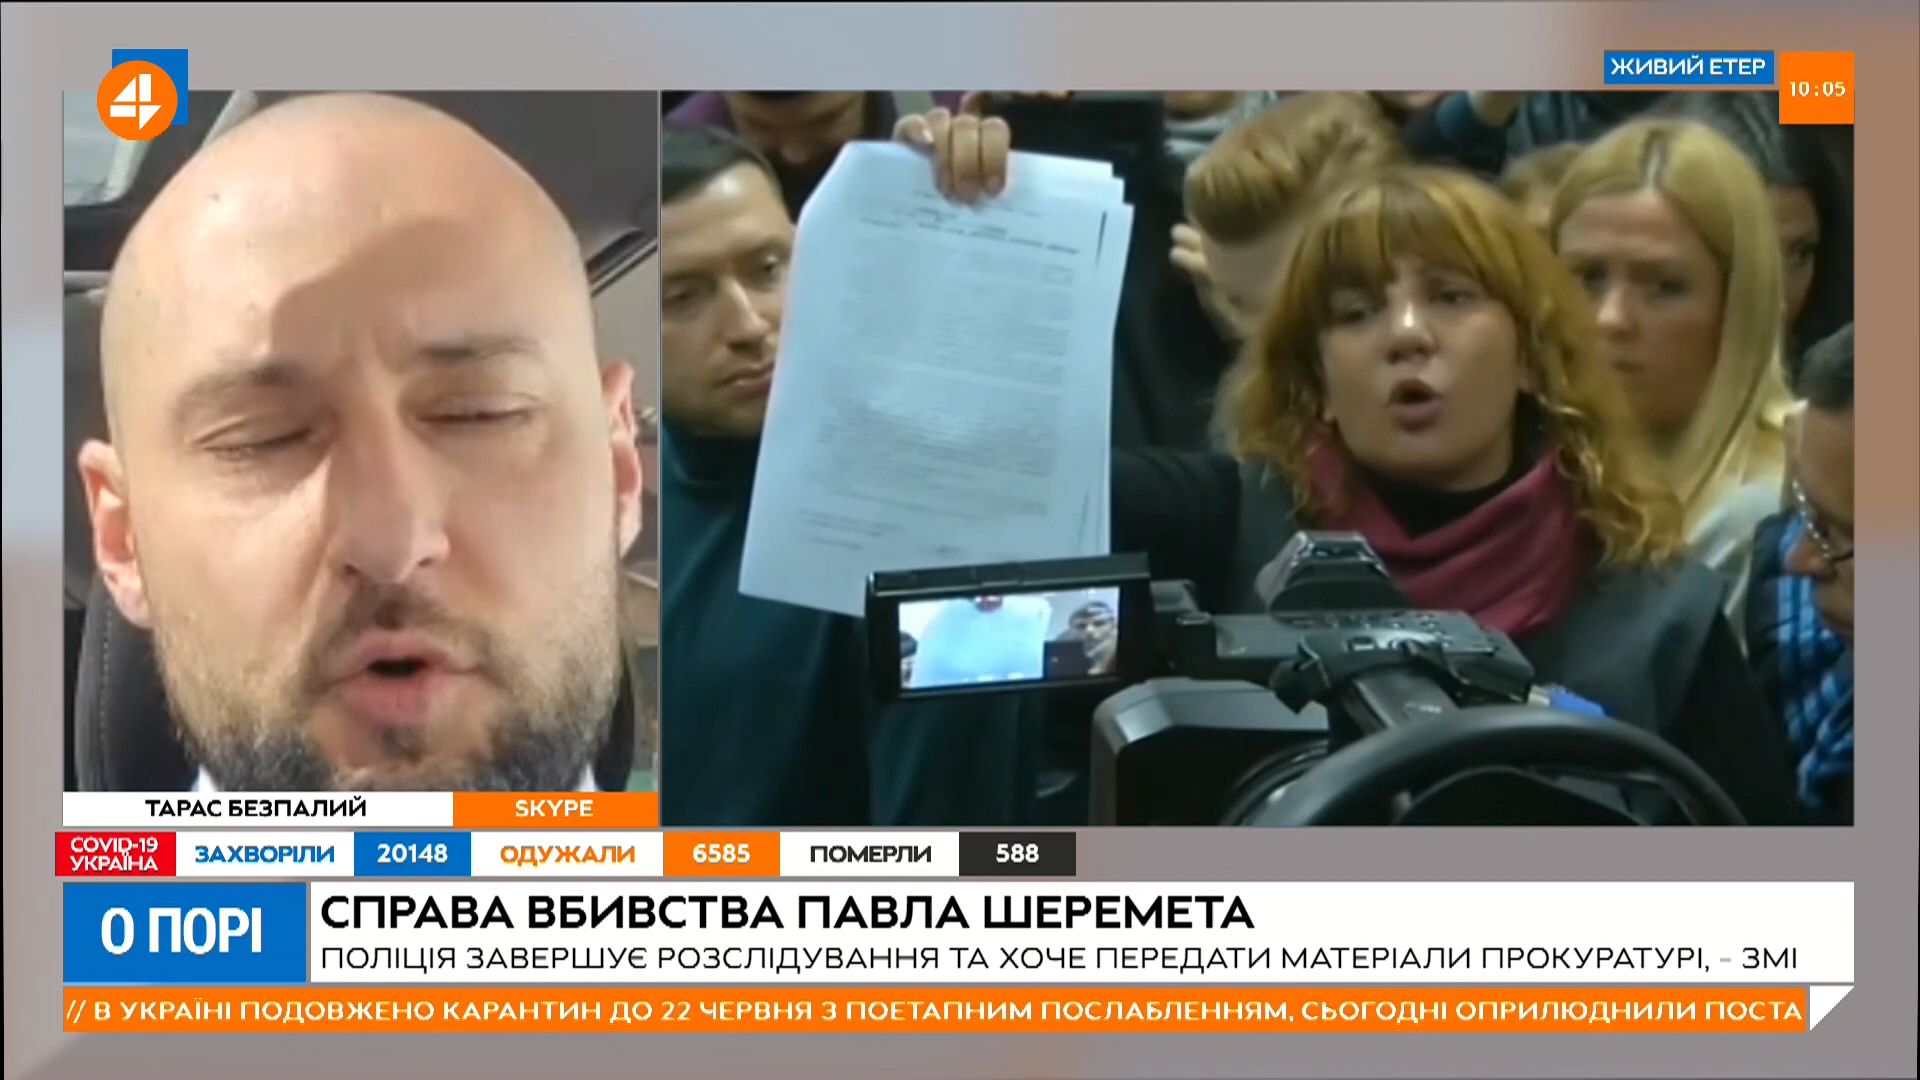 4
ЖИВИЙ ЕТЕР
10:05
ТАРАС БЕЗПАЛИЙ
SKYPE
COVID-19
УКРАЇНА
ЗАХВОРІЛИ 20148 ОДУЖАЛИ 6585 ПОМЕРЛИ 588
О ПОРІ
СПРАВА ВБИВСТВА ПАВЛА ШЕРЕМЕТА
ПОЛІЦІЯ ЗАВЕРШУЄ РОЗСЛІДУВАННЯ ТА ХОЧЕ ПЕРЕДАТИ МАТЕРІАЛИ ПРОКУРАТУРІ, - ЗМІ
// В УКРАЇНІ ПОДОВЖЕНО КАРАНТИН ДО 22 ЧЕРВНЯ З ПОЕТАПНИМ ПОСЛАБЛЕННЯМ, СЬОГОДНІ ОПРИЛЮДНИЛИ ПОСТА